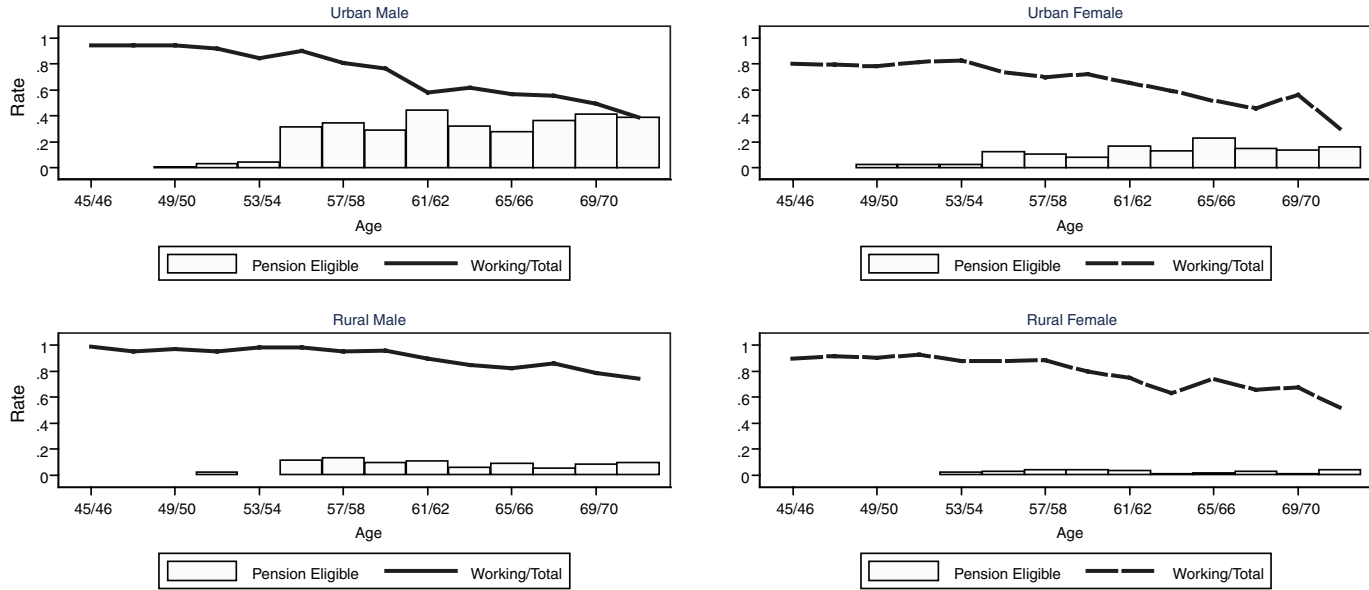 Urban Male
Rate
1
.8
.6
.4
.2
0
45/46 49/50 53/54 57/58 61/62 65/66 69/70
Age
Pension Eligible Working/Total
Urban Female
1
.8
.6
.4
.2
0
45/46 49/50 53/54 57/58 61/62 65/66 69/70
Age
Pension Eligible Working/Total
Rural Male
Rate
1
.8
.6
.4
.2
0
45/46 49/50 53/54 57/58 61/62 65/66 69/70
Age
Pension Eligible Working/Total
Rural Female
1
.8
.6
.4
.2
0
45/46 49/50 53/54 57/58 61/62 65/66 69/70
Age
Pension Eligible Working/Total